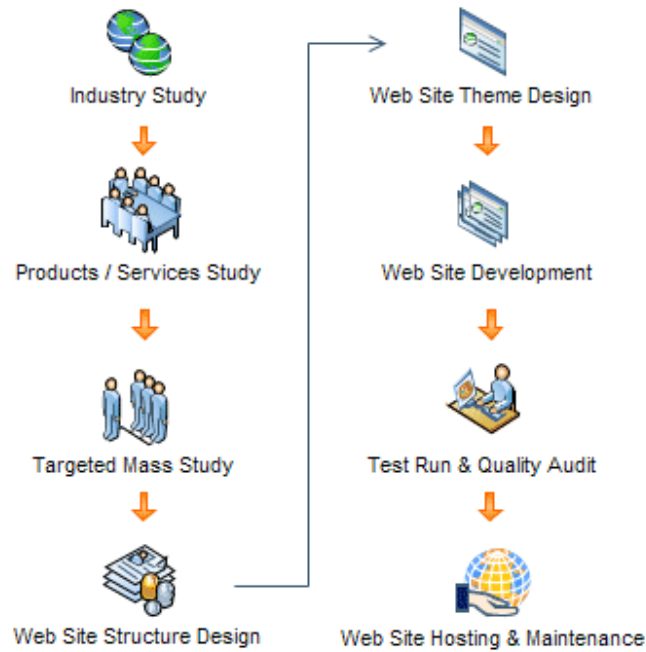 Industry Study
Products / Services Study
Targeted Mass Study
Web Site Structure Design
Web Site Theme Design
Web Site Development
Test Run & Quality Audit
Web Site Hosting & Maintenance